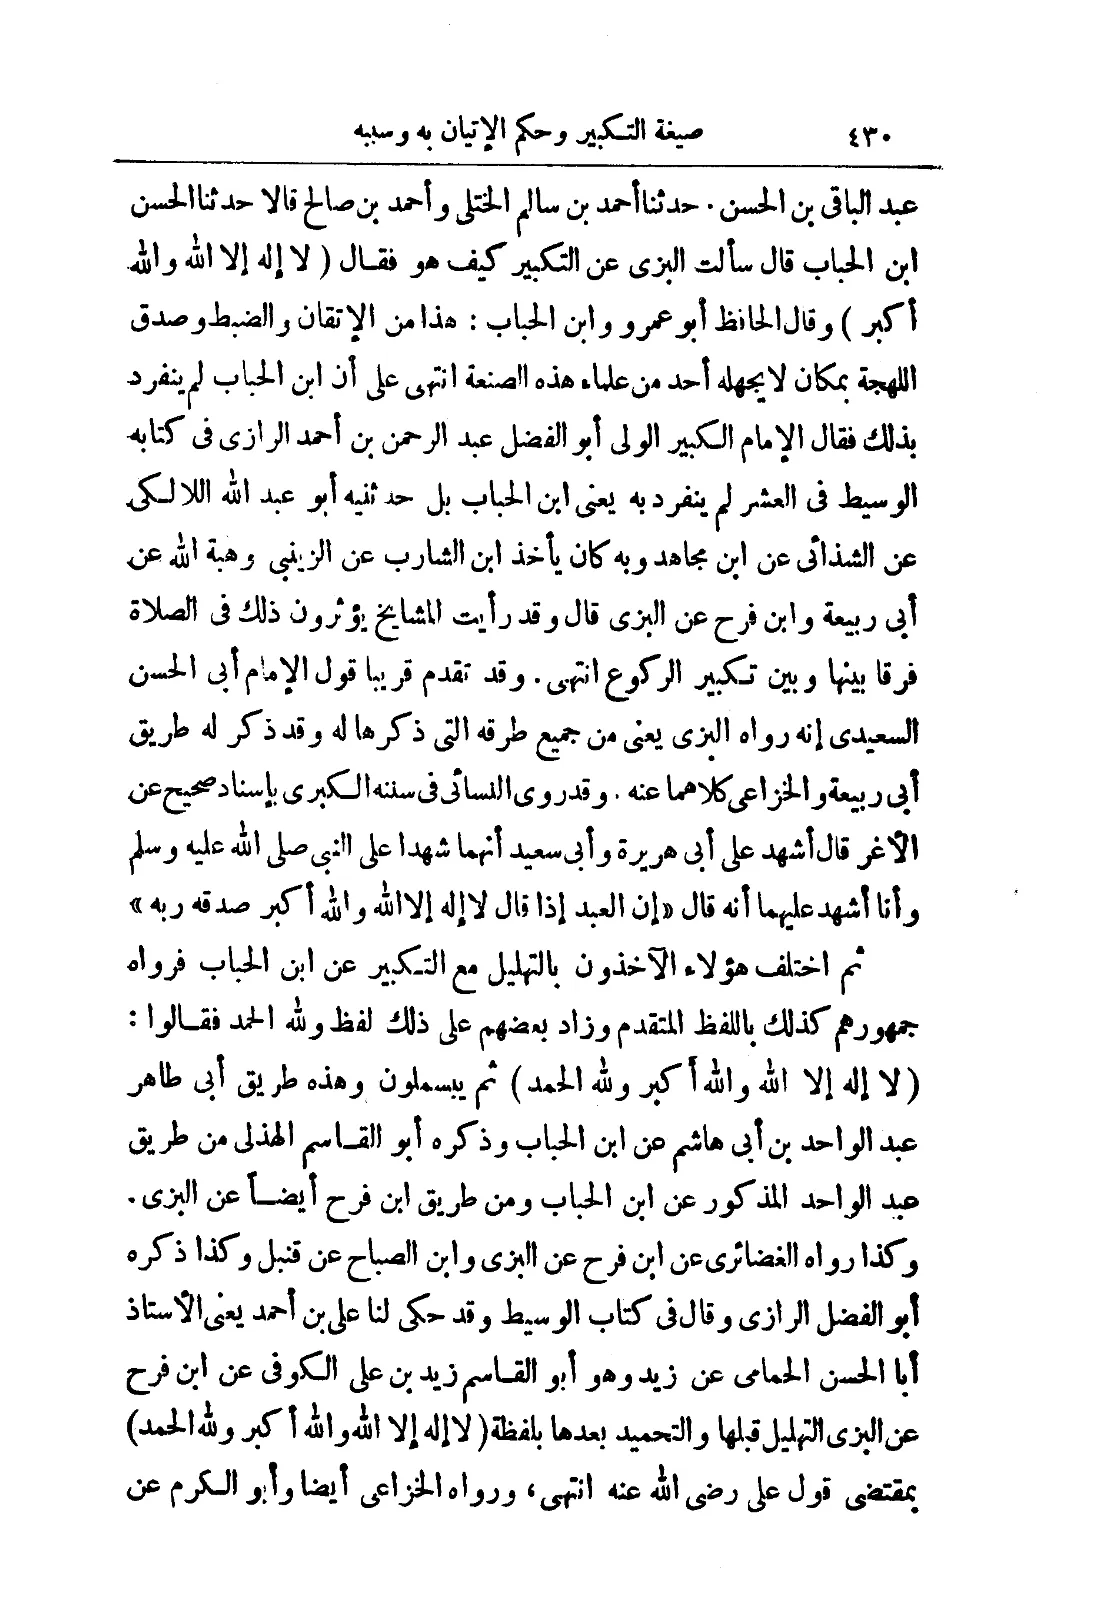 ٤٣٠ صيغة التكبير وحكم الإتيان به وسببه
عبد الباقى بن الحسن . حدثنا أحمد بن سالم الختلى وأحمد بن صالح قالا حدثنا الحسن
ابن الحباب قال سألت البزى عن التكبير كيف هو فقال ( لا إله إلا الله والله
أكبر ) وقال الحافظ أبو عمرو وابن الحباب : هذا من الإتقان والضبط وصدق
اللهجة بمكان لا يجهله أحد من علماء هذه الصنعة انتهى على أن ابن الحباب لم ينفرد
بذلك فقال الإمام الكبير الولى أبو الفضل عبد الرحمن بن أحمد الرازى فى كتابه
الوسيط فى العشر لم ينفرد به يعنى ابن الحباب بل حدثنيه أبو عبد الله اللالكى
عن الشذائى عن ابن مجاهد وبه كان يأخذ ابن الشارب عن الزينبي وهبة الله عن
أبى ربيعة وابن فرح عن البزى قال وقد رأيت المشايخ يؤثرون ذلك فى الصلاة
فرقا بينها وبين تكبير الركوع انتهى . وقد تقدم قريبا قول الإمام أبى الحسن
السعيدى إنه رواه البزى يعنى من جميع طرقه التى ذكرها له وقد ذكر له طريق
أبى ربيعة والخزاعى كلاهما عنه . وقد روى النسائى فى سننه الكبرى بإسناد صحيح عن
الأغر قال أشهد على أبى هريرة وأبى سعيد أنهما شهدا على النبى صلى الله عليه وسلم
وأنا أشهد عليهما أنه قال «إن العبد إذا قال لا إله إلا الله والله أكبر صدقه ربه»
ثم اختلف هؤلاء الآخذون بالتهليل مع التكبير عن ابن الحباب فرواه
جمهورهم كذلك باللفظ المتقدم وزاد بعضهم على ذلك لفظ ولله الحمد فقالوا :
( لا إله إلا الله والله أكبر ولله الحمد ) ثم يبسملون وهذه طريق أبى طاهر
عبد الواحد بن أبى هاشم عن ابن الحباب وذكره أبو القاسم الهذلى من طريق
عبد الواحد المذكور عن ابن الحباب ومن طريق ابن فرح أيضاً عن البزى .
وكذا رواه الغضائرى عن ابن فرح عن البزى وابن الصباح عن قنبل وكذا ذكره
أبو الفضل الرازى وقال فى كتاب الوسيط وقد حكى لنا على بن أحمد يعنى الأستاذ
أبا الحسن الحمامى عن زيد وهو أبو القاسم زيد بن على الكوفى عن ابن فرح
عن البزى التهليل قبلها والتحميد بعدها بلفظة ( لا إله إلا الله والله أكبر ولله الحمد )
بمقتضى قول على رضى الله عنه انتهى، ورواه الخزاعى أيضا وأبو الكرم عن